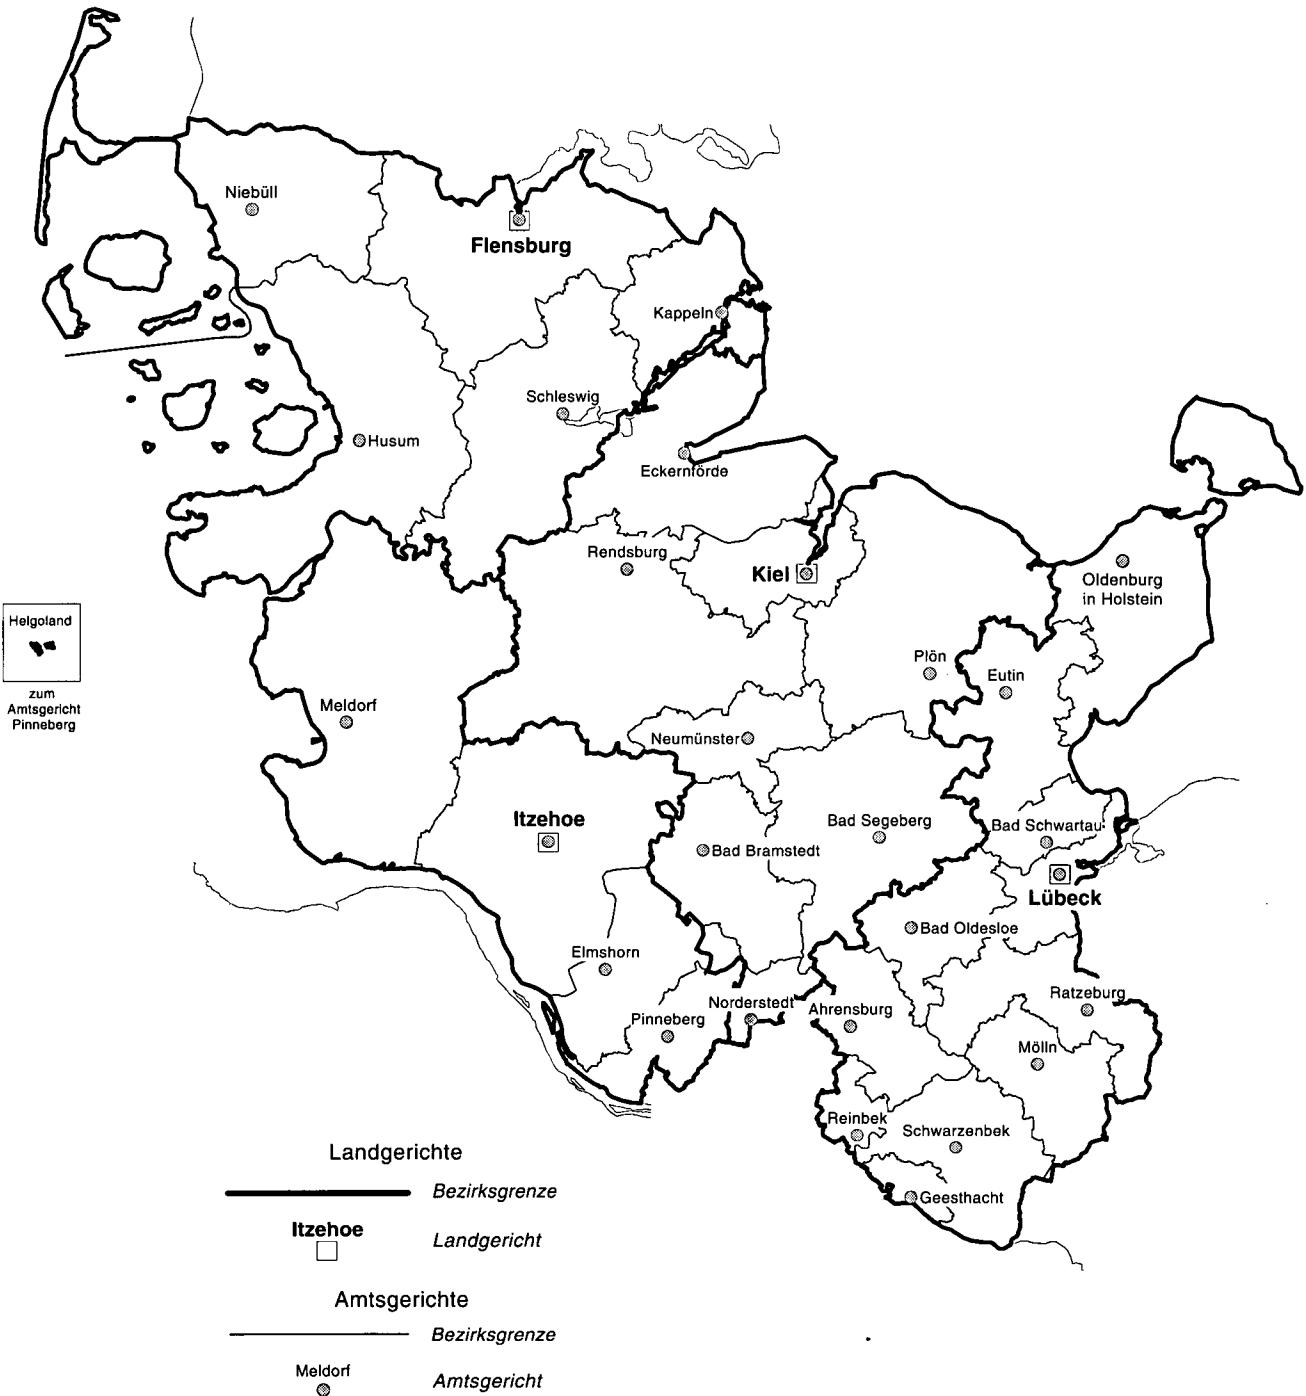 Niebüll
Flensburg
Kappeln
Schleswig
Husum
Eckernförde
Rendsburg
Kiel
Oldenburg
in Holstein
Helgoland
zum
Amtsgericht
Pinneberg
Plön
Eutin
Meldorf
Neumünster
Itzehoe
Bad Segeberg
Bad Schwartau
Bad Bramstedt
Lübeck
Bad Oldesloe
Elmshorn
Ratzeburg
Norderstedt
Ahrensburg
Pinneberg
Mölln
Reinbek
Schwarzenbek
Geesthacht
Landgerichte
Bezirksgrenze
Itzehoe
Landgericht
Amtsgerichte
Bezirksgrenze
Meldorf
Amtsgericht